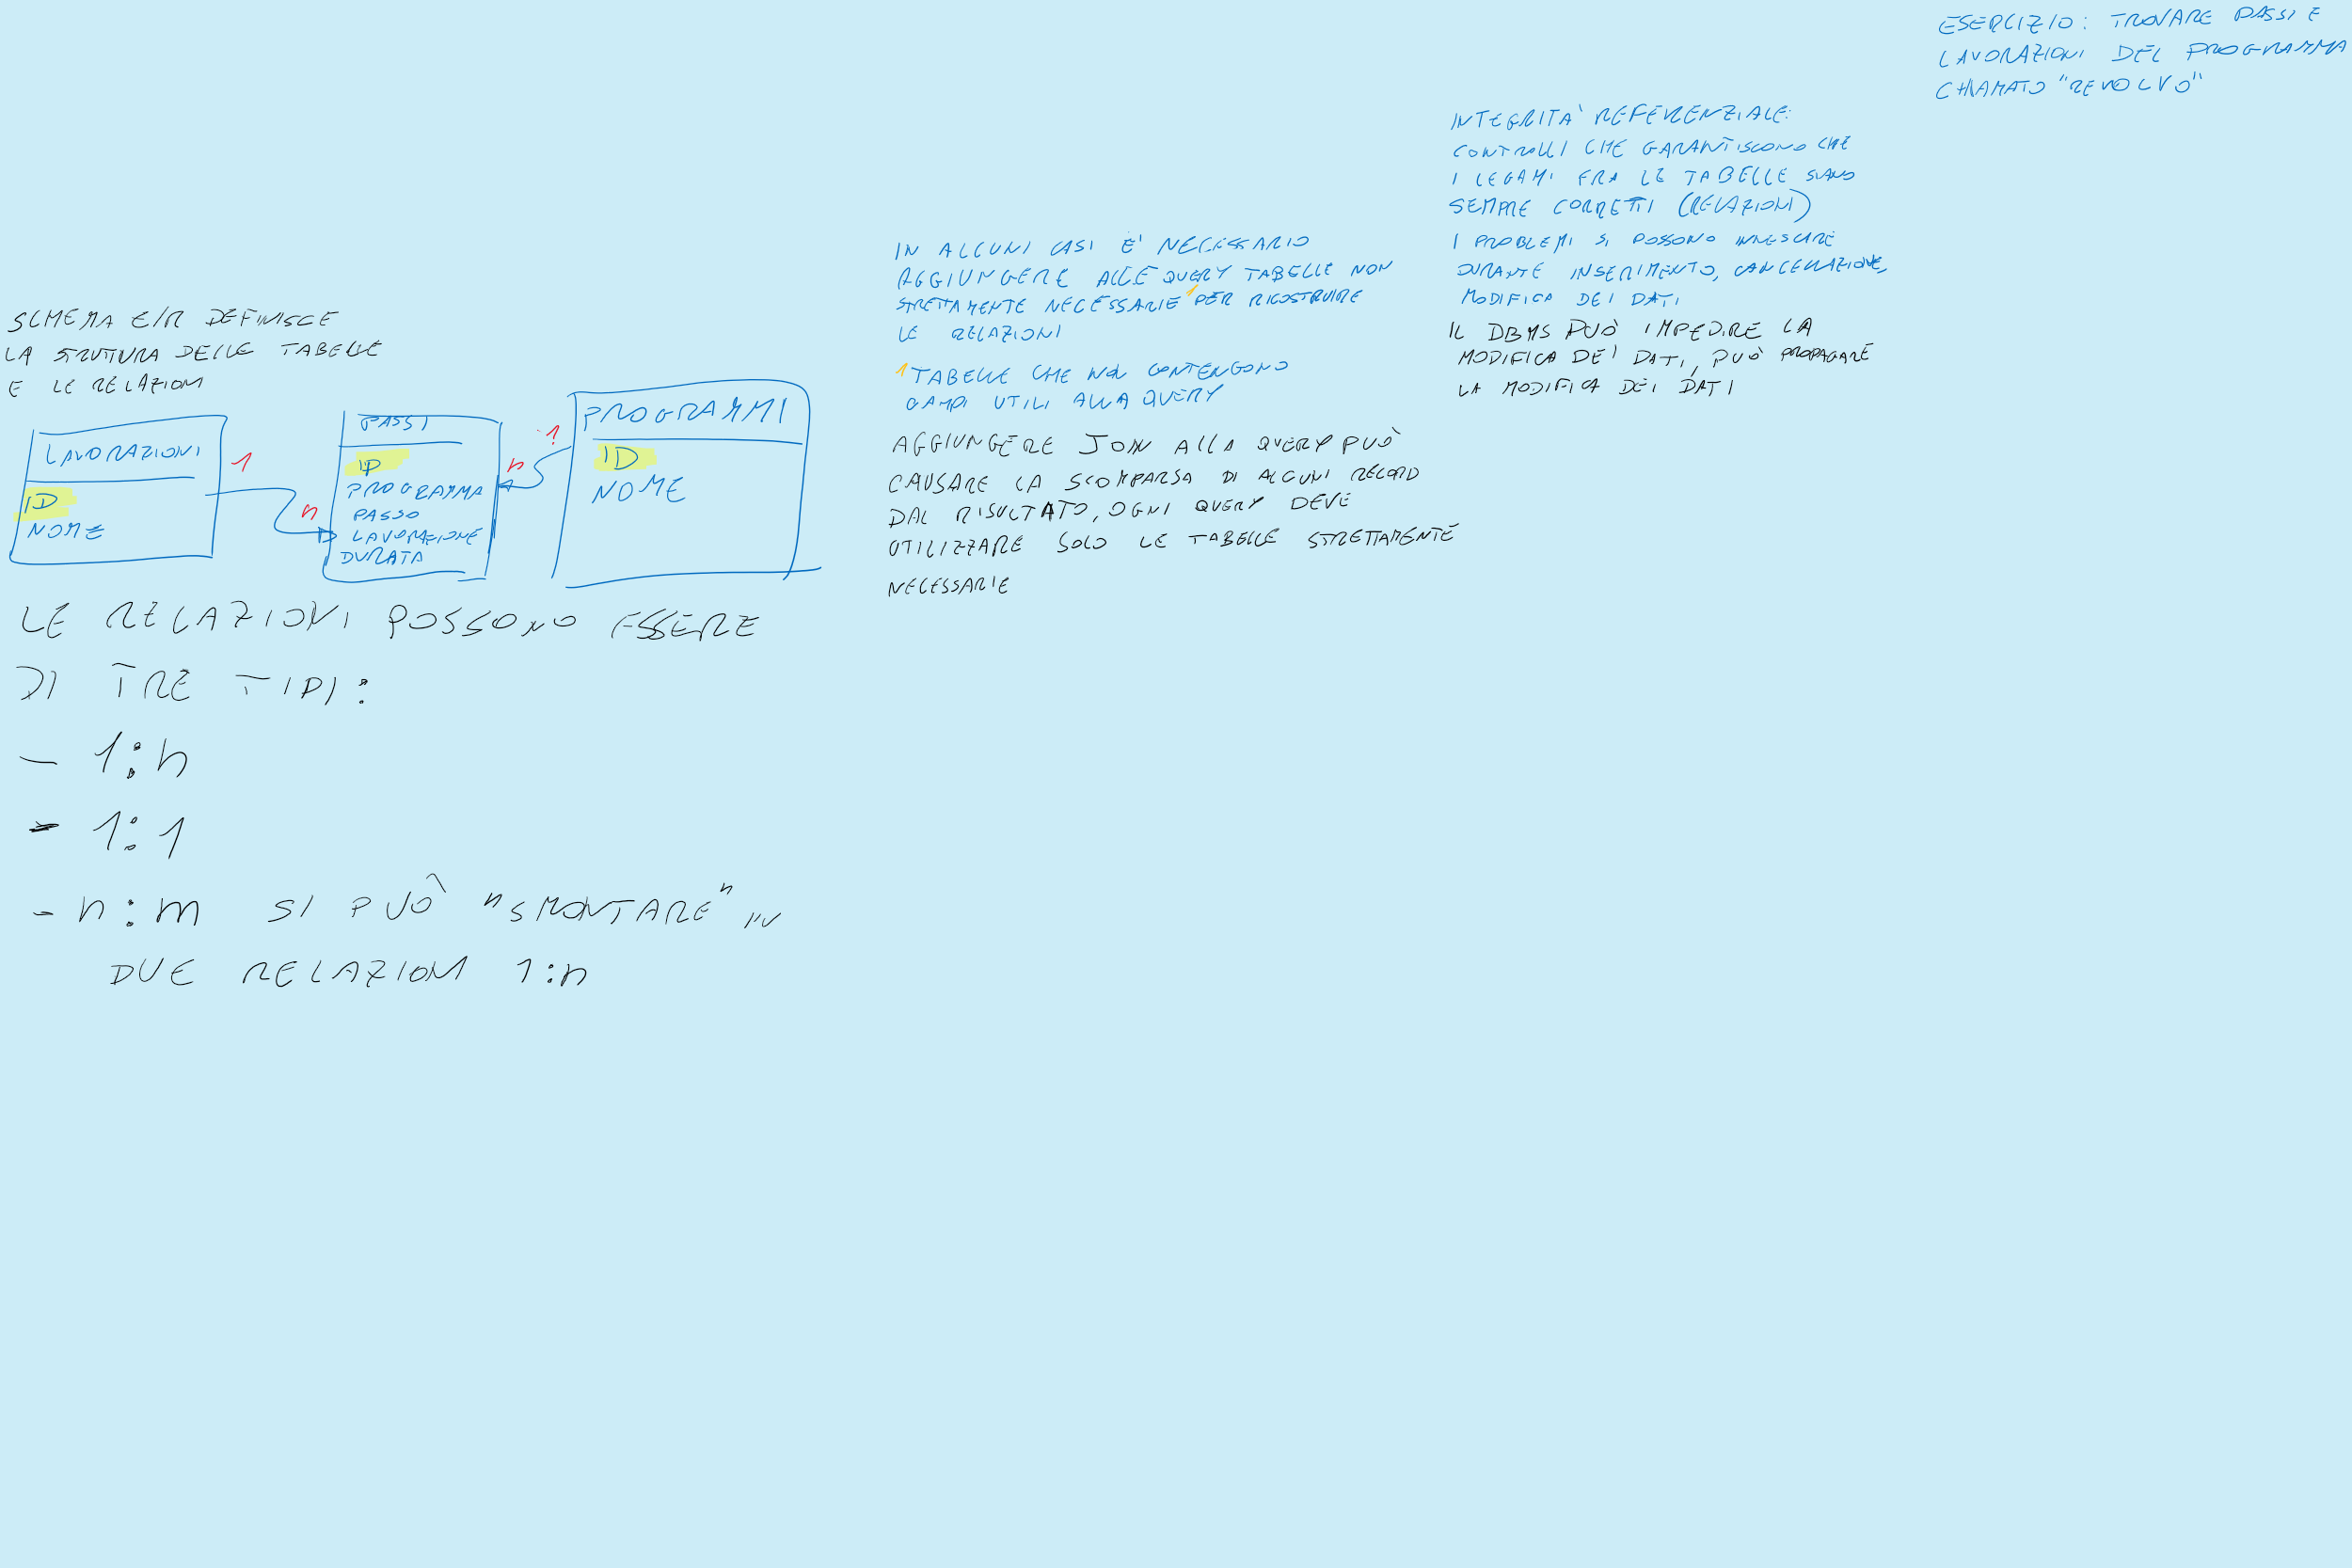 SCHEMA E/R DEFINISCE
LA STRUTURA DELLE TABELLE
E LE RELAZIONI
LAVORAZIONI
ID
NOME
1
n
PASSI
ID
PROGRAMMA
PASSO
LAVORAZIONE
DURATA
n
1
PROGRAMMI
ID
NOME
LE RELAZIONI POSSONO ESSERE
DI TRE TIPI:
- 1:n
- 1:1
- n:m SI PUÒ "SMONTARE" IN
DUE RELAZIONI 1:n
IN ALCUNI CASI E' NECESSARIO
AGGIUNGERE ALLE QUERY TABELLE NON
STRETTAMENTE NECESSARIE 1 PER RICOSTRUIRE
LE RELAZIONI
1 TABELLE CHE NON CONTENGONO
CAMPI UTILI ALLA QUERY
AGGIUNGERE JOIN ALLA QUERY PUÒ
CAUSARE LA SCOMPARSA DI ALCUNI RECORD
DAL RISULTATO, OGNI QUERY DEVE
UTILIZZARE SOLO LE TABELLE STRETTAMENTE
NECESSARIE
INTEGRITÀ REFERENZIALE:
CONTROLLI CHE GARANTISCONO CHE
I LEGAMI FRA LE TABELLE SIANO
SEMPRE CORRETTI (RELAZIONI)
I PROBLEMI SI POSSONO INNESCARE
DURANTE INSERIMENTO, CANCELLAZIONE,
MODIFICA DEI DATI
IL DBMS PUÒ IMPEDIRE LA
MODIFICA DEI DATI, PUÒ PROPAGARE
LA MODIFICA DEI DATI
ESERCIZIO: TROVARE PASSI E
LAVORAZIONI DEL PROGRAMMA
CHIAMATO "REVOLVO"